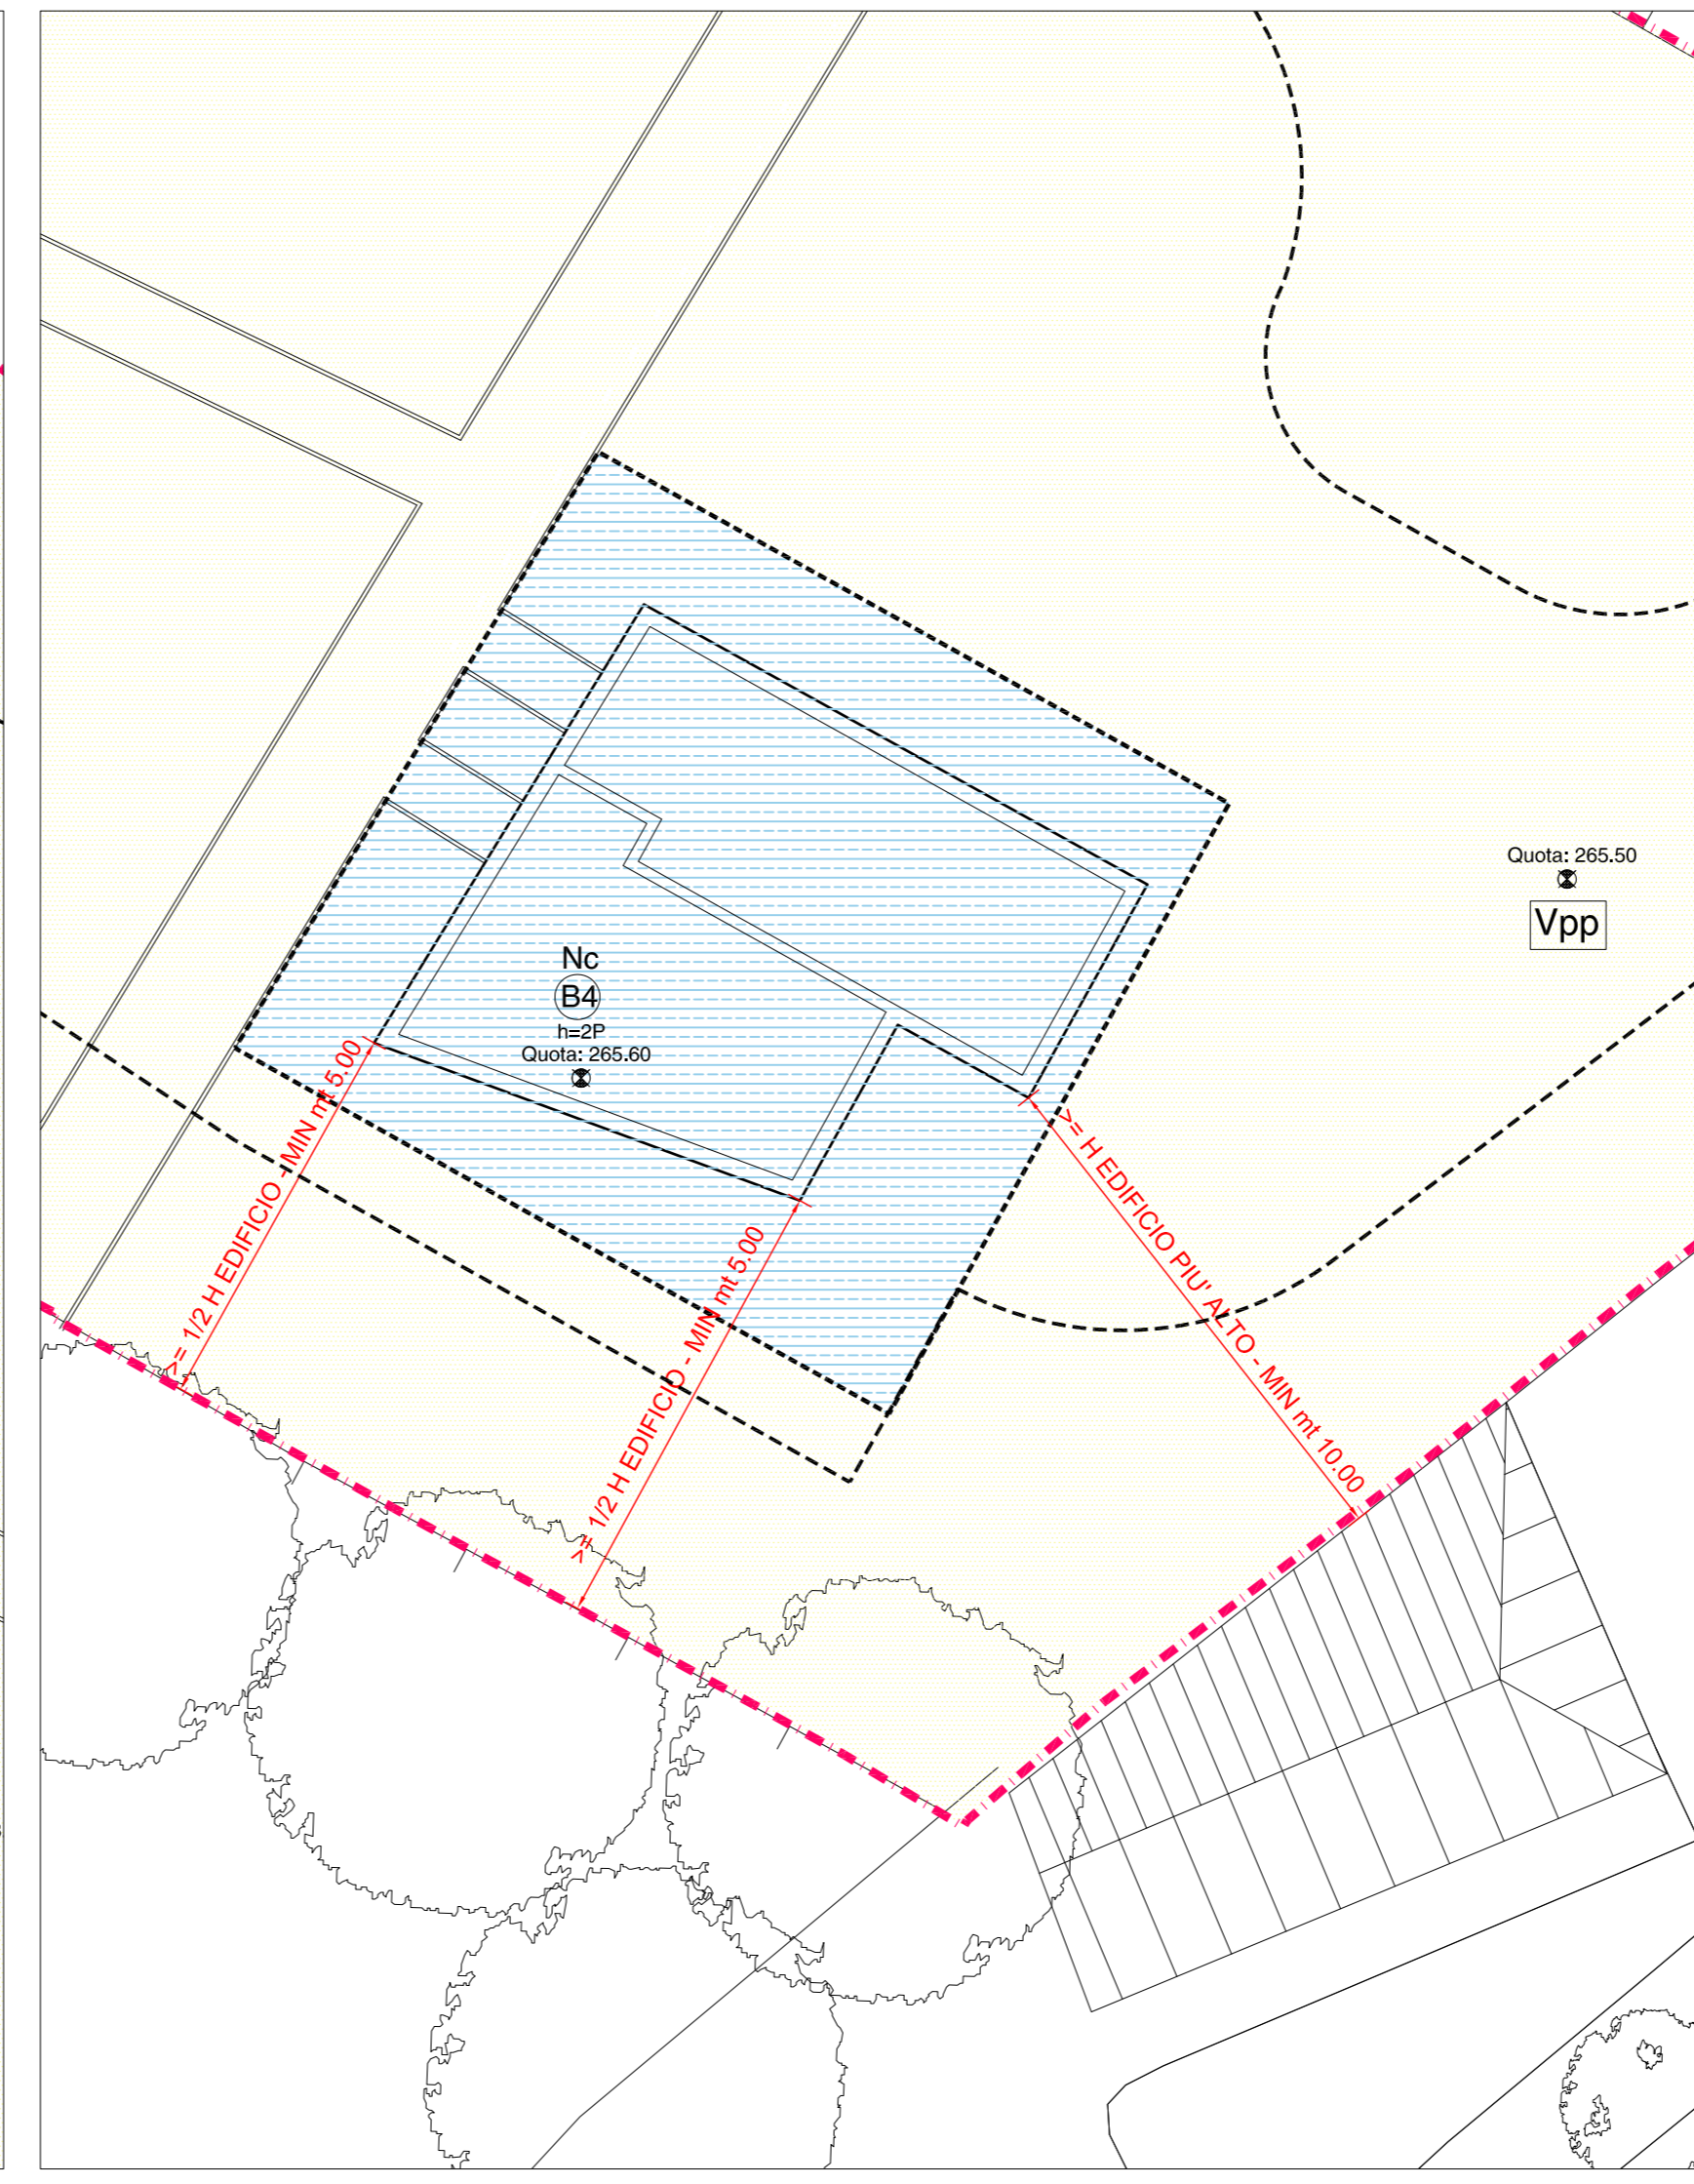 Quota: 265.50
Vpp
Nc
B4
h=2P
Quota: 265.60
>= 1/2 H EDIFICIO - MIN mt 5.00
>= 1/2 H EDIFICIO - MIN mt 5.00
>= H EDIFICIO PIU' ALTO - MIN mt 10.00